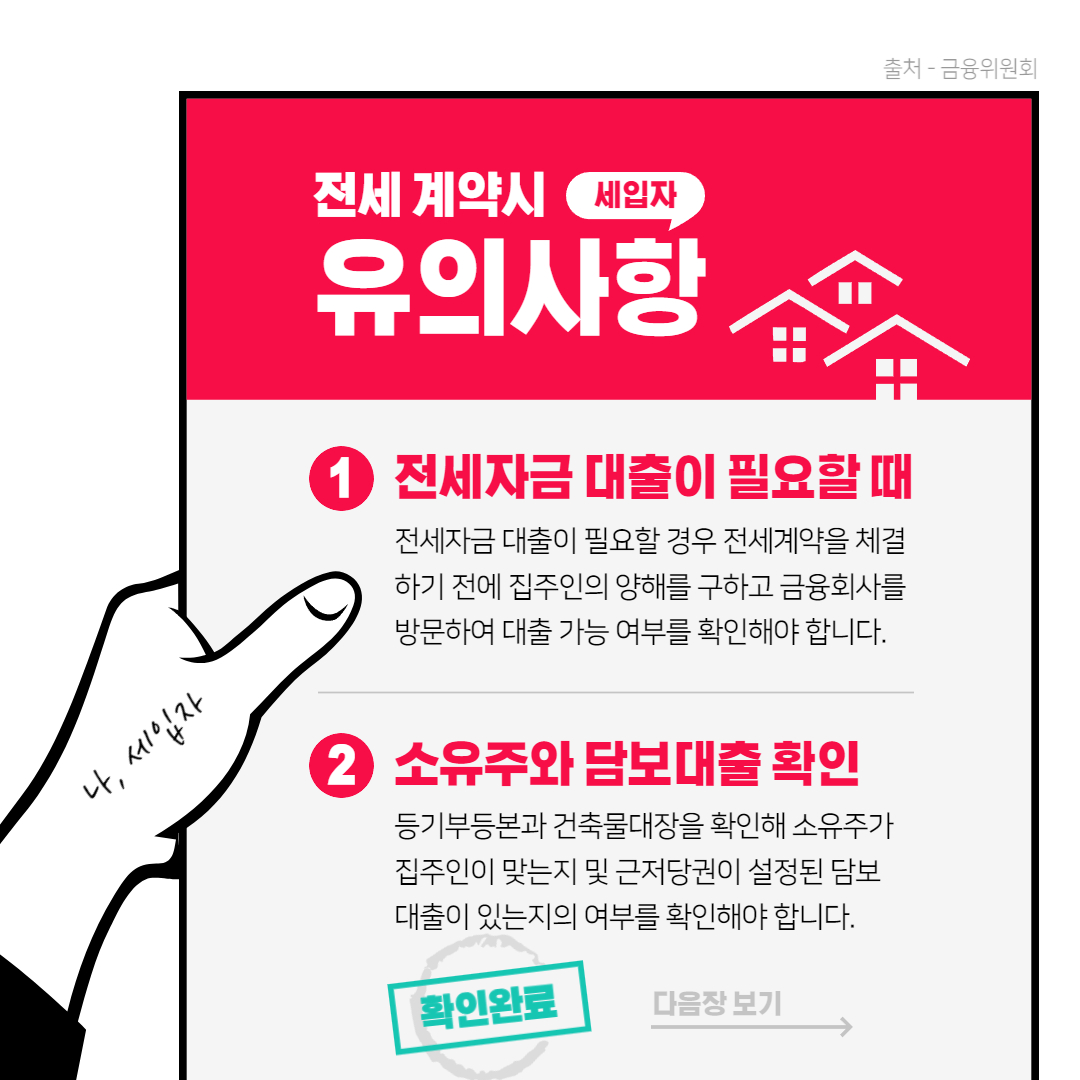 출처 - 금융위원회
전세 계약시 세입자
유의사항
1 전세자금 대출이 필요할 때
전세자금 대출이 필요할 경우 전세계약을 체결
하기 전에 집주인의 양해를 구하고 금융회사를
방문하여 대출 가능 여부를 확인해야 합니다.
나, 세입자
2 소유주와 담보대출 확인
등기부등본과 건축물대장을 확인해 소유주가
집주인이 맞는지 및 근저당권이 설정된 담보
대출이 있는지의 여부를 확인해야 합니다.
확인완료
다음장 보기